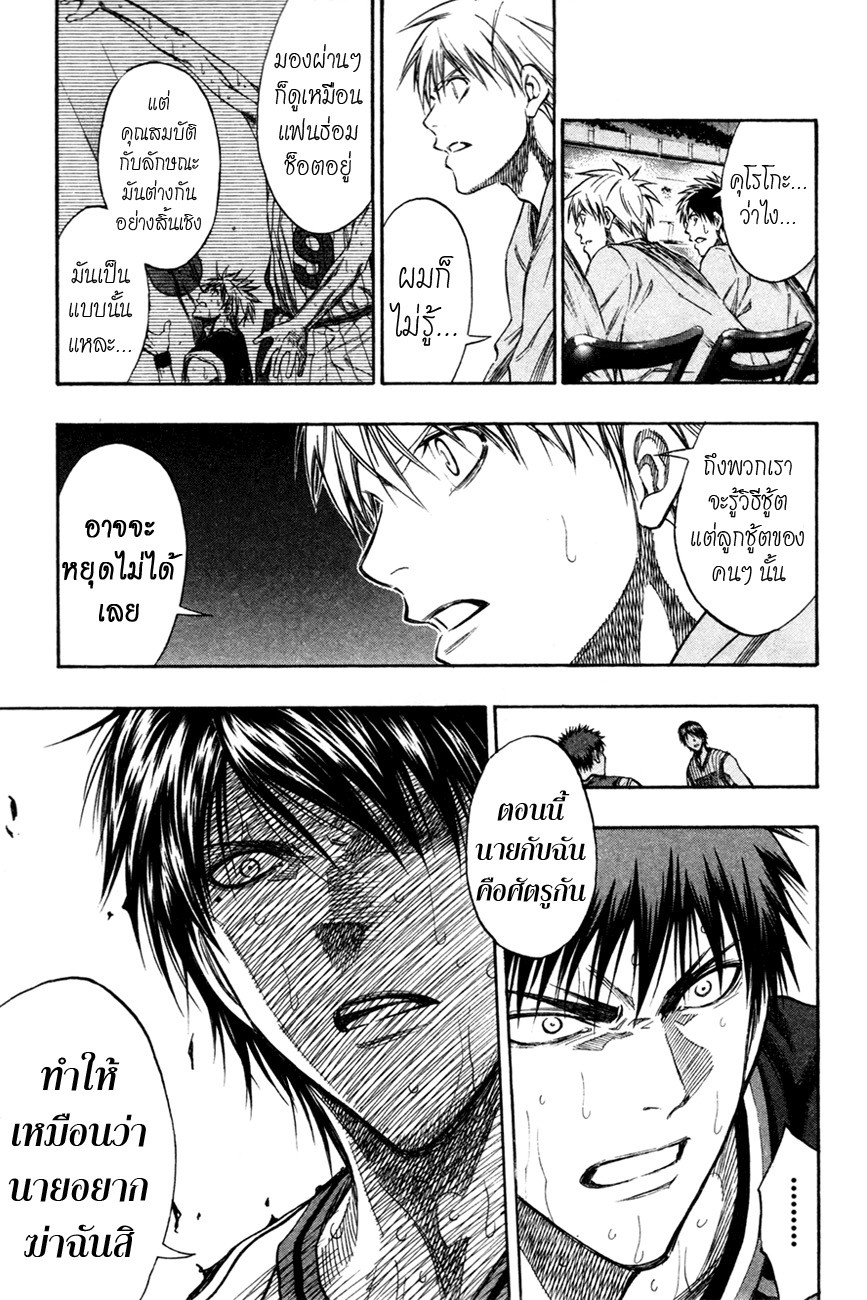 คุโรโกะ...
ว่าไง...
ผมก็
ไม่รู้...
มองผ่านๆ
ก็ดูเหมือน
แฟนธ่อม
ช็อตอยู่
แต่
คุณสมบัติ
กับลักษณะ
มันต่างกัน
อย่างสิ้นเชิง
มันเป็น
แบบนั้น
แหละ...
9
ถึงพวกเรา
จะรู้วิธีชู้ต
แต่ลูกชู้ตของ
คนๆ นั้น
อาจจะ
หยุดไม่ได้
เลย
ตอนนี้
นายกับฉัน
คือศัตรูกัน
.........
ทำให้
เหมือนว่า
นายอยาก
ฆ่าฉันสิ